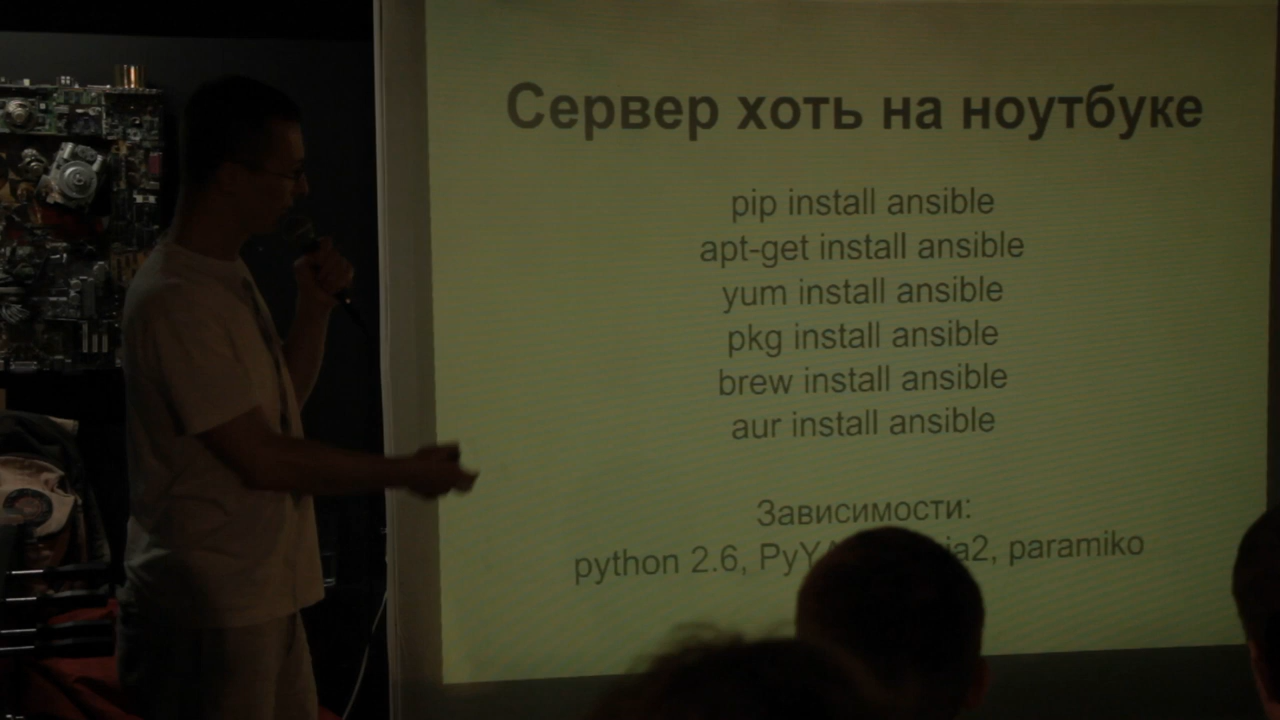 Сервер хоть на ноутбуке
pip install ansible
apt-get install ansible
yum install ansible
pkg install ansible
brew install ansible
aur install ansible
Зависимости:
python 2.6, paramiko